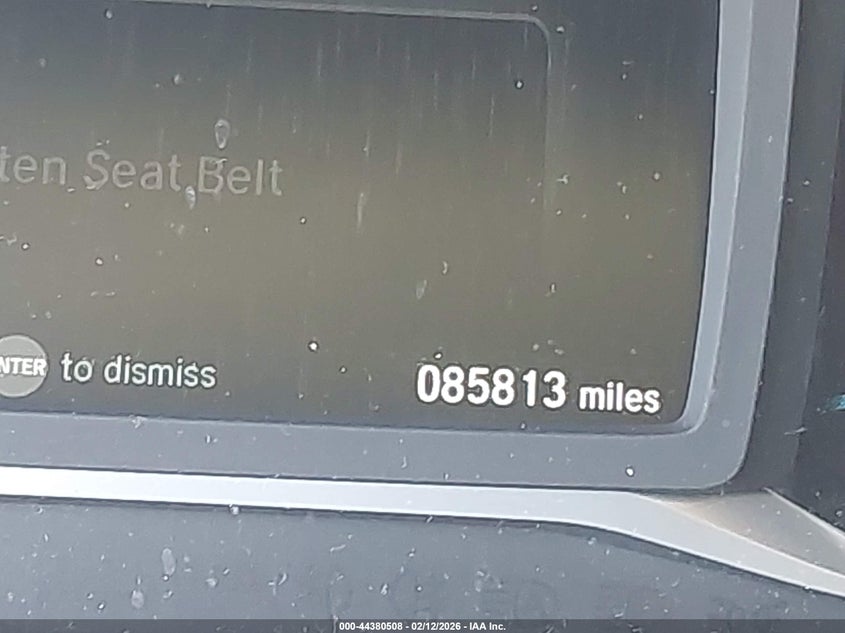 ten Seat Belt
NTER to dismiss
085813 miles
000-44380508 - 02/12/2026 - IAA Inc.